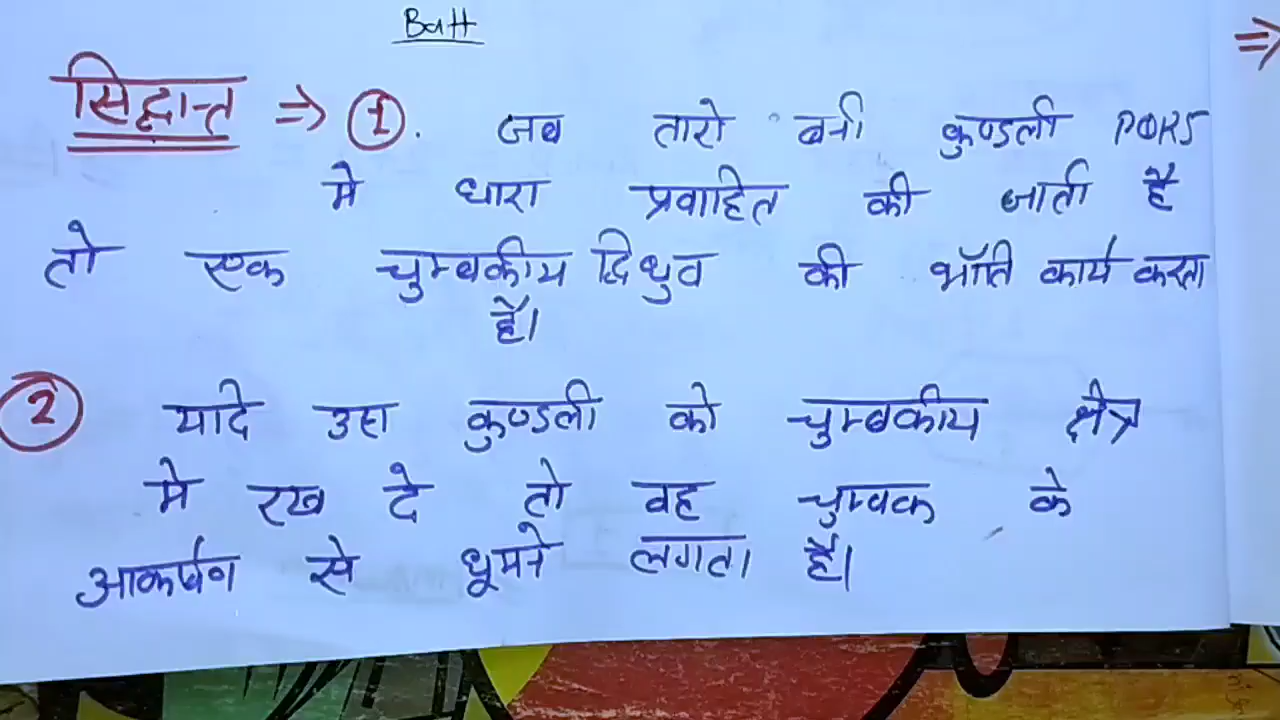 Batt
सिद्धान्त ⇒ ①. जब तारो बनी कुण्डली PQRS
मे धारा प्रवाहित की जाती है
तो एक चुम्बकीय द्विध्रुव की भाँति कार्य करता
है।
② यदि उस कुण्डली को चुम्बकीय क्षेत्र
मे रख दे तो वह चुम्वक के
आकर्षण से धूमने लगता है।